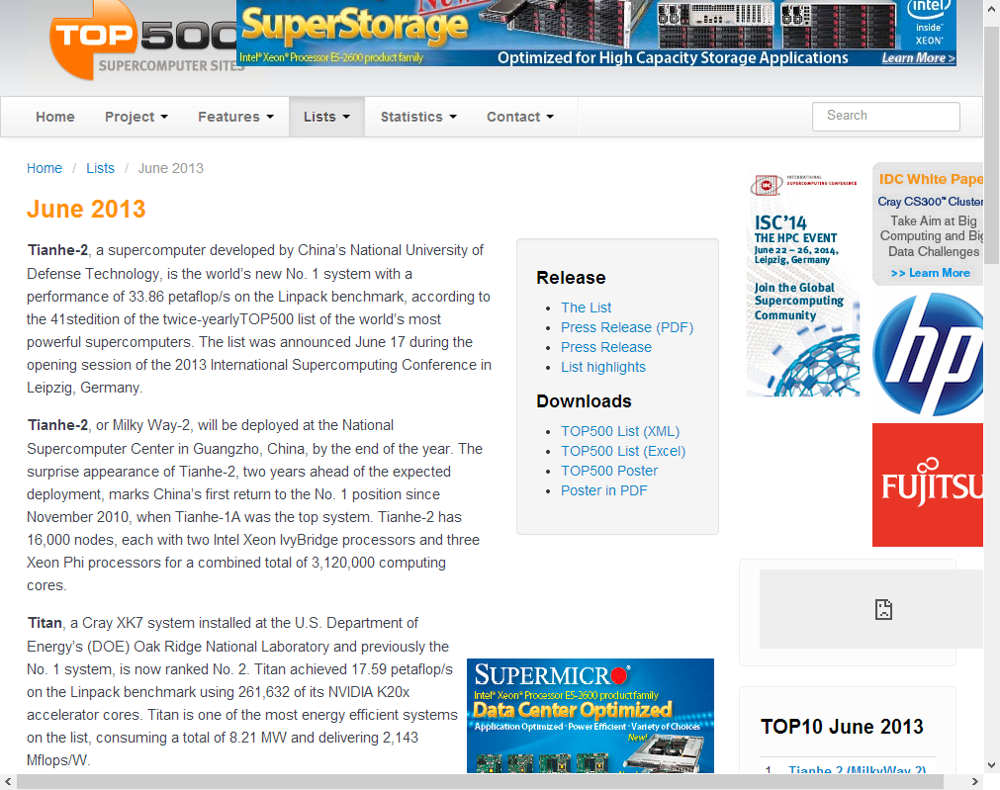 TOP 500
SUPERCOMPUTER SITES
SuperStorage
Intel® Xeon® Processor E5-2600 product family
Optimized for High Capacity Storage Applications
Learn More >
intel
inside
XEON®
Home Project Features Lists Statistics Contact Search
Home / Lists / June 2013
June 2013
Tianhe-2, a supercomputer developed by China's National University of
Defense Technology, is the world's new No. 1 system with a
performance of 33.86 petaflop/s on the Linpack benchmark, according to
the 41stedition of the twice-yearlyTOP500 list of the world's most
powerful supercomputers. The list was announced June 17 during the
opening session of the 2013 International Supercomputing Conference in
Leipzig, Germany.
Tianhe-2, or Milky Way-2, will be deployed at the National
Supercomputer Center in Guangzho, China, by the end of the year. The
surprise appearance of Tianhe-2, two years ahead of the expected
deployment, marks China's first return to the No. 1 position since
November 2010, when Tianhe-1A was the top system. Tianhe-2 has
16,000 nodes, each with two Intel Xeon IvyBridge processors and three
Xeon Phi processors for a combined total of 3,120,000 computing
cores.
Titan, a Cray XK7 system installed at the U.S. Department of
Energy's (DOE) Oak Ridge National Laboratory and previously the
No. 1 system, is now ranked No. 2. Titan achieved 17.59 petaflop/s
on the Linpack benchmark using 261,632 of its NVIDIA K20x
accelerator cores. Titan is one of the most energy efficient systems
on the list, consuming a total of 8.21 MW and delivering 2,143
Mflops/W.
Release
The List
Press Release (PDF)
Press Release
List highlights
Downloads
TOP500 List (XML)
TOP500 List (Excel)
TOP500 Poster
Poster in PDF
SUPERMICRO®
Intel® Xeon® Processor E5-2600 product family
Data Center Optimized
Application Optimized · Power Efficient · Variety of Choices
New!
INTERNATIONAL
SUPERCOMPUTING CONFERENCE
ISC'14
THE HPC EVENT
June 22 – 26, 2014,
Leipzig, Germany
Join the Global
Supercomputing
Community
IDC White Pape
Cray CS300™ Cluster
Take Aim at Big
Computing and Big
Data Challenges
>> Learn More
hp
FUJITSU
TOP10 June 2013
1 Tianhe-2 (MilkyWay-2)